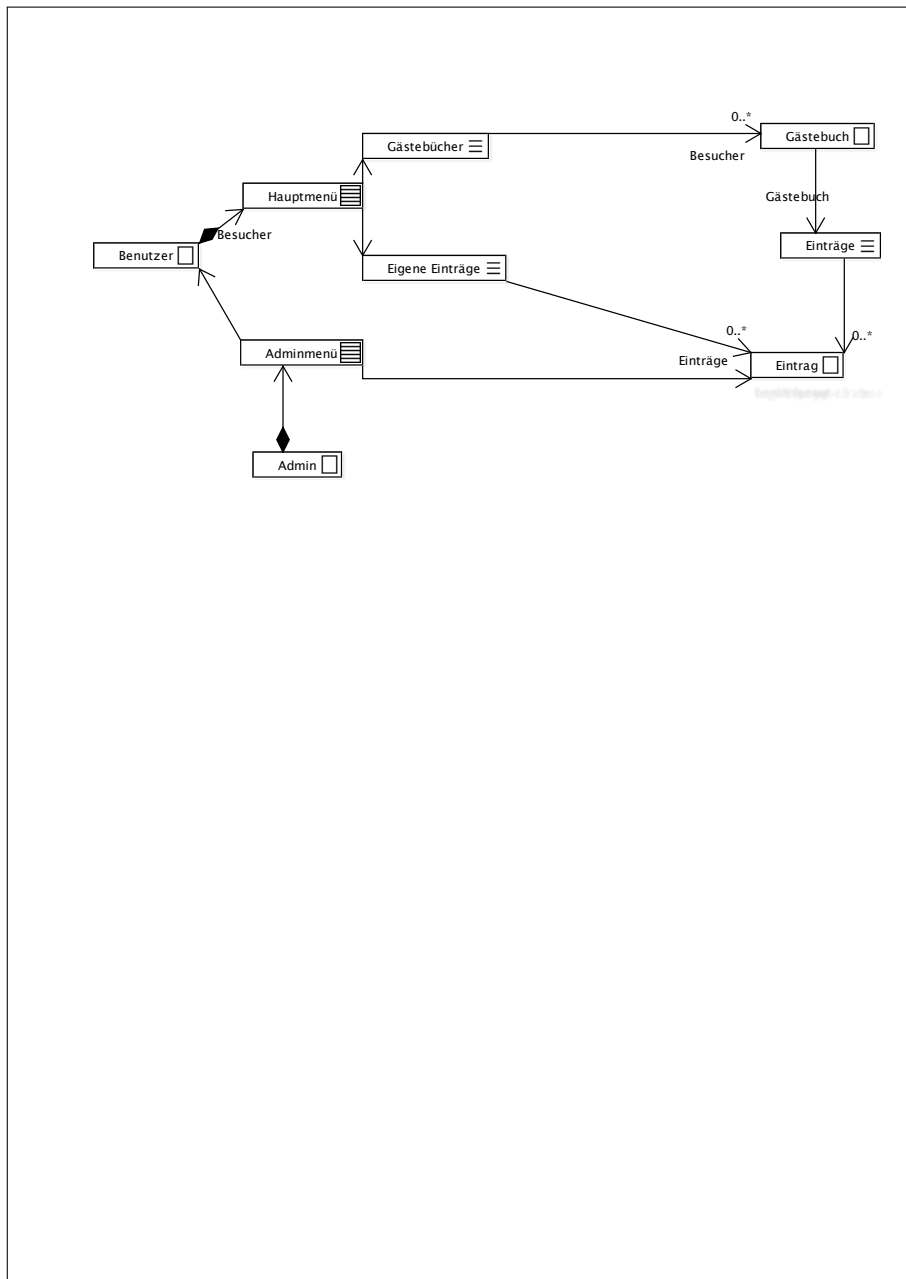 0..*
Gästebuch
Gästebücher
Besucher
Hauptmenü
Gästebuch
Besucher
Benutzer
Einträge
Eigene Einträge
0..*
0..*
Adminmenü
Einträge
Eintrag
Admin